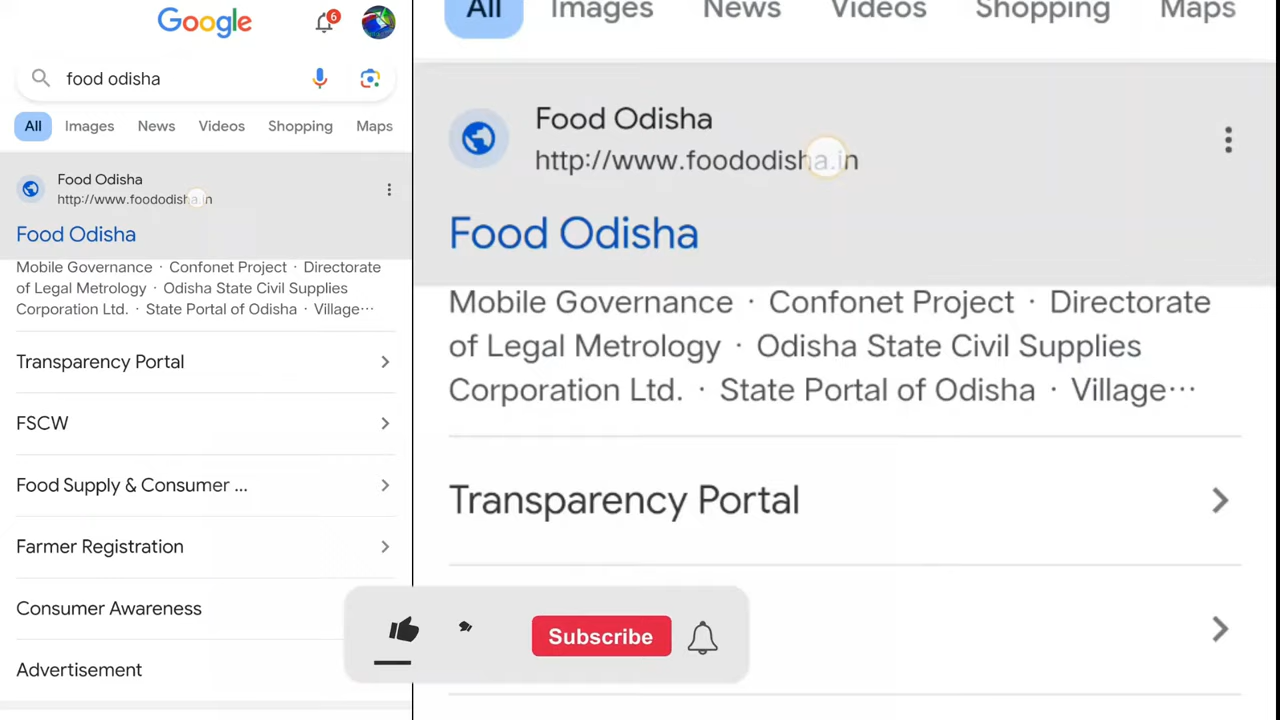 Google
6
food odisha
All Images News Videos Shopping Maps
Food Odisha
http://www.foododisha.in
Food Odisha
Mobile Governance · Confonet Project · Directorate
of Legal Metrology · Odisha State Civil Supplies
Corporation Ltd. · State Portal of Odisha · Village···
Transparency Portal
FSCW
Food Supply & Consumer ...
Farmer Registration
Consumer Awareness
Advertisement
All Images News Videos Shopping Maps
Food Odisha
http://www.foododisha.in
Food Odisha
Mobile Governance · Confonet Project · Directorate
of Legal Metrology · Odisha State Civil Supplies
Corporation Ltd. · State Portal of Odisha · Village···
Transparency Portal
Subscribe